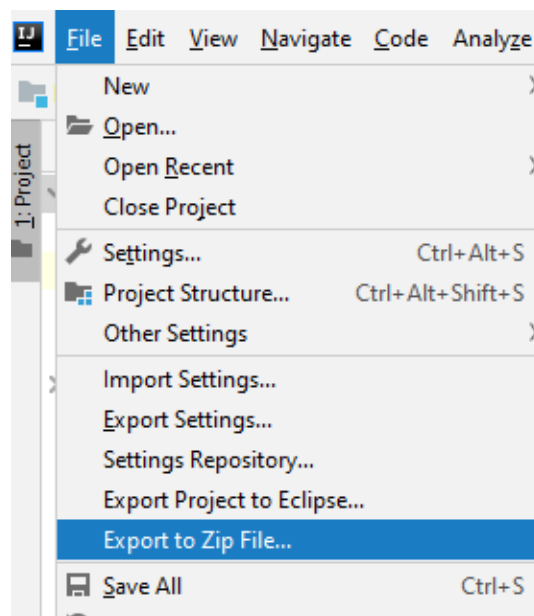 IJ
File Edit View Navigate Code Analyze
1: Project
New
Open...
Open Recent
Close Project
Settings... Ctrl+Alt+S
Project Structure... Ctrl+Alt+Shift+S
Other Settings
Import Settings...
Export Settings...
Settings Repository...
Export Project to Eclipse...
Export to Zip File...
Save All Ctrl+S